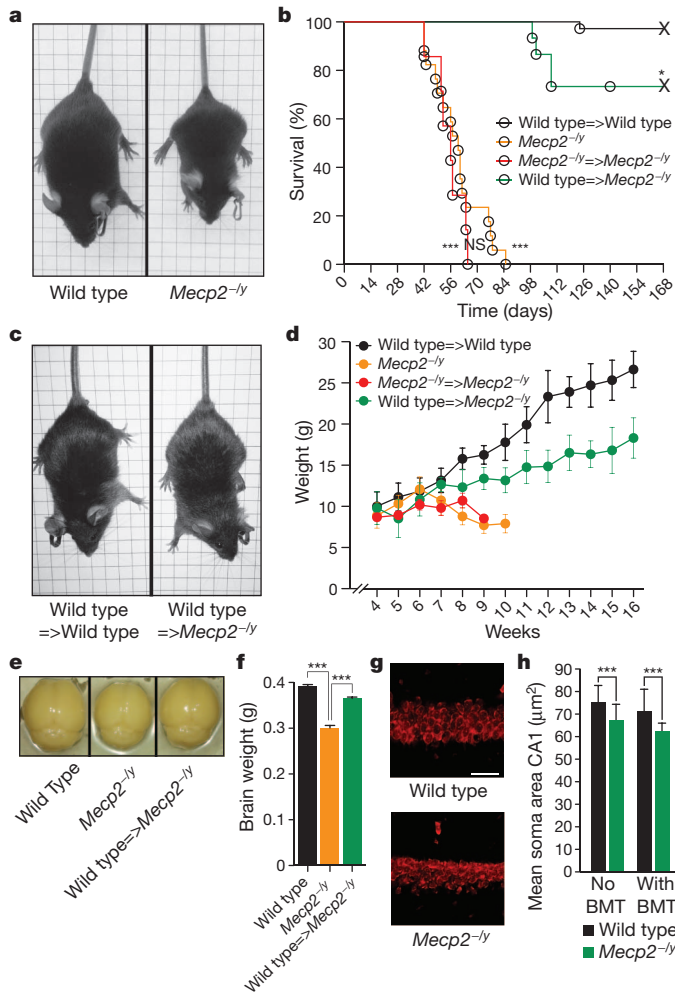 a
Wild type
Mecp2⁻/ʸ
b
Survival (%)
100
80
60
40
20
0
Wild type=>Wild type
Mecp2⁻/ʸ
Mecp2⁻/ʸ=>Mecp2⁻/ʸ
Wild type=>Mecp2⁻/ʸ
X
*
X
*** NS ***
0 14 28 42 56 70 84 98 112 126 140 154 168
Time (days)
c
Wild type
=>Wild type
Wild type
=>Mecp2⁻/ʸ
d
Weight (g)
30
25
20
15
10
5
0
Wild type=>Wild type
Mecp2⁻/ʸ
Mecp2⁻/ʸ=>Mecp2⁻/ʸ
Wild type=>Mecp2⁻/ʸ
4 5 6 7 8 9 10 11 12 13 14 15 16
Weeks
e
Wild Type
Mecp2⁻/ʸ
Wild type=>Mecp2⁻/ʸ
f
Brain weight (g)
0.4
0.3
0.2
0.1
0
*** ***
Wild type
Mecp2⁻/ʸ
Wild type=>Mecp2⁻/ʸ
g
Wild type
Mecp2⁻/ʸ
h
Mean soma area CA1 (μm²)
90
80
70
60
50
40
30
20
10
0
*** ***
No
BMT
With
BMT
Wild type
Mecp2⁻/ʸ